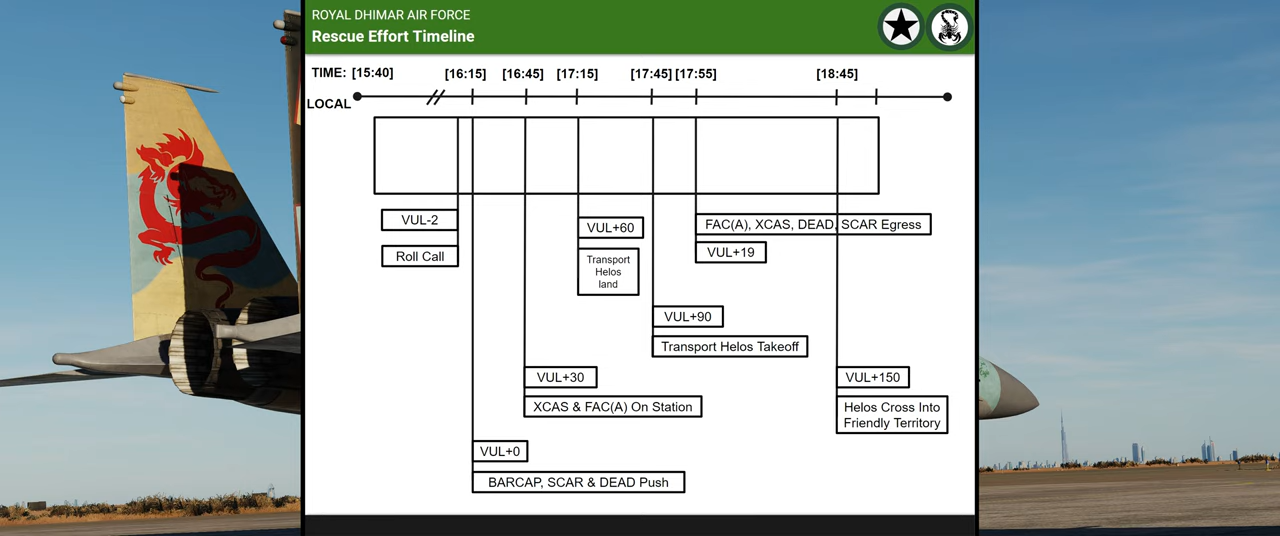 ROYAL DHIMAR AIR FORCE
Rescue Effort Timeline
TIME: [15:40] [16:15] [16:45] [17:15] [17:45] [17:55] [18:45]
LOCAL
VUL-2
Roll Call
VUL+60
Transport
Helos
land
FAC(A), XCAS, DEAD, SCAR Egress
VUL+19
VUL+90
Transport Helos Takeoff
VUL+30
XCAS & FAC(A) On Station
VUL+150
Helos Cross Into
Friendly Territory
VUL+0
BARCAP, SCAR & DEAD Push